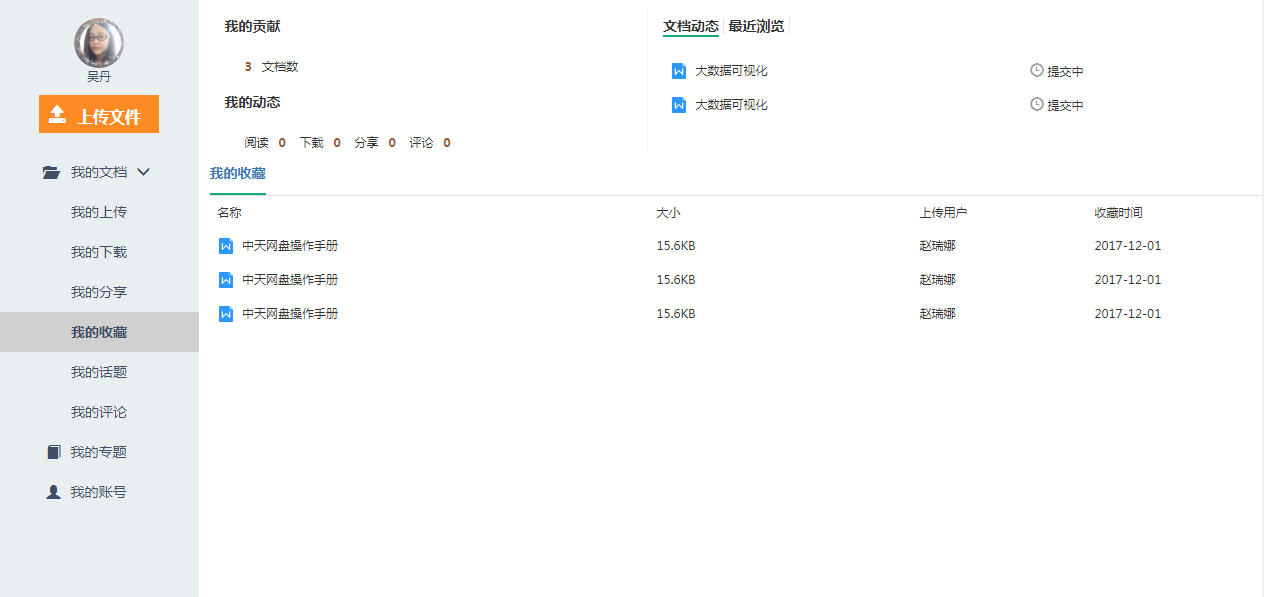 吴丹
上传文件
我的文档
我的上传
我的下载
我的分享
我的收藏
我的话题
我的评论
我的专题
我的账号
我的贡献
3 文档数
我的动态
阅读 0 下载 0 分享 0 评论 0
文档动态 最近浏览
大数据可视化 提交中
大数据可视化 提交中
我的收藏
名称 大小 上传用户 收藏时间
中天网盘操作手册 15.6KB 赵瑞娜 2017-12-01
中天网盘操作手册 15.6KB 赵瑞娜 2017-12-01
中天网盘操作手册 15.6KB 赵瑞娜 2017-12-01